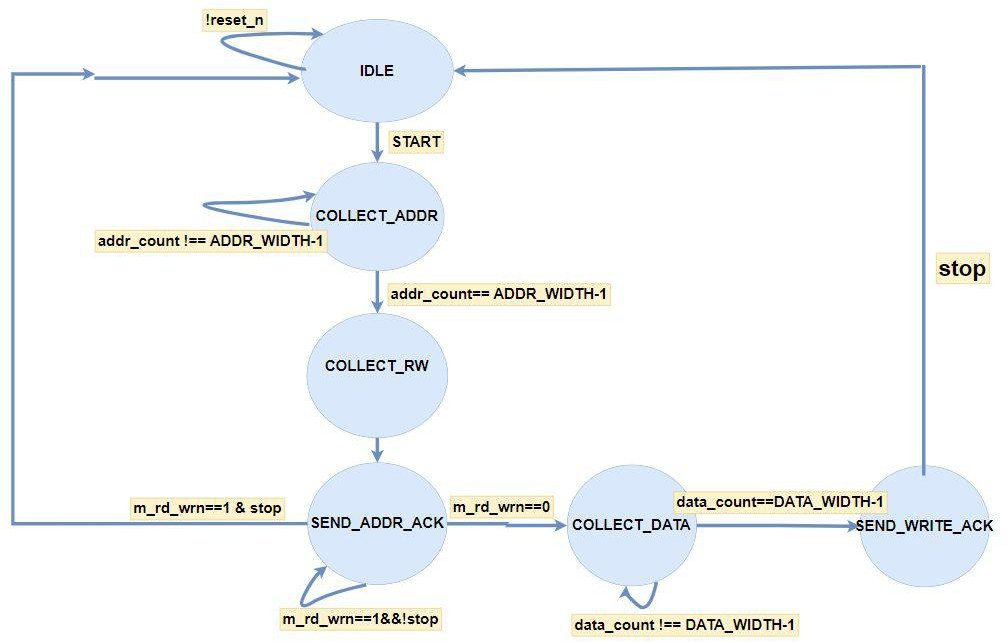 !reset_n
IDLE
START
COLLECT_ADDR
addr_count !== ADDR_WIDTH-1
stop
addr_count== ADDR_WIDTH-1
COLLECT_RW
m_rd_wrn==1 & stop
SEND_ADDR_ACK
m_rd_wrn==0
COLLECT_DATA
data_count==DATA_WIDTH-1
SEND_WRITE_ACK
m_rd_wrn==1&&!stop
data_count !== DATA_WIDTH-1